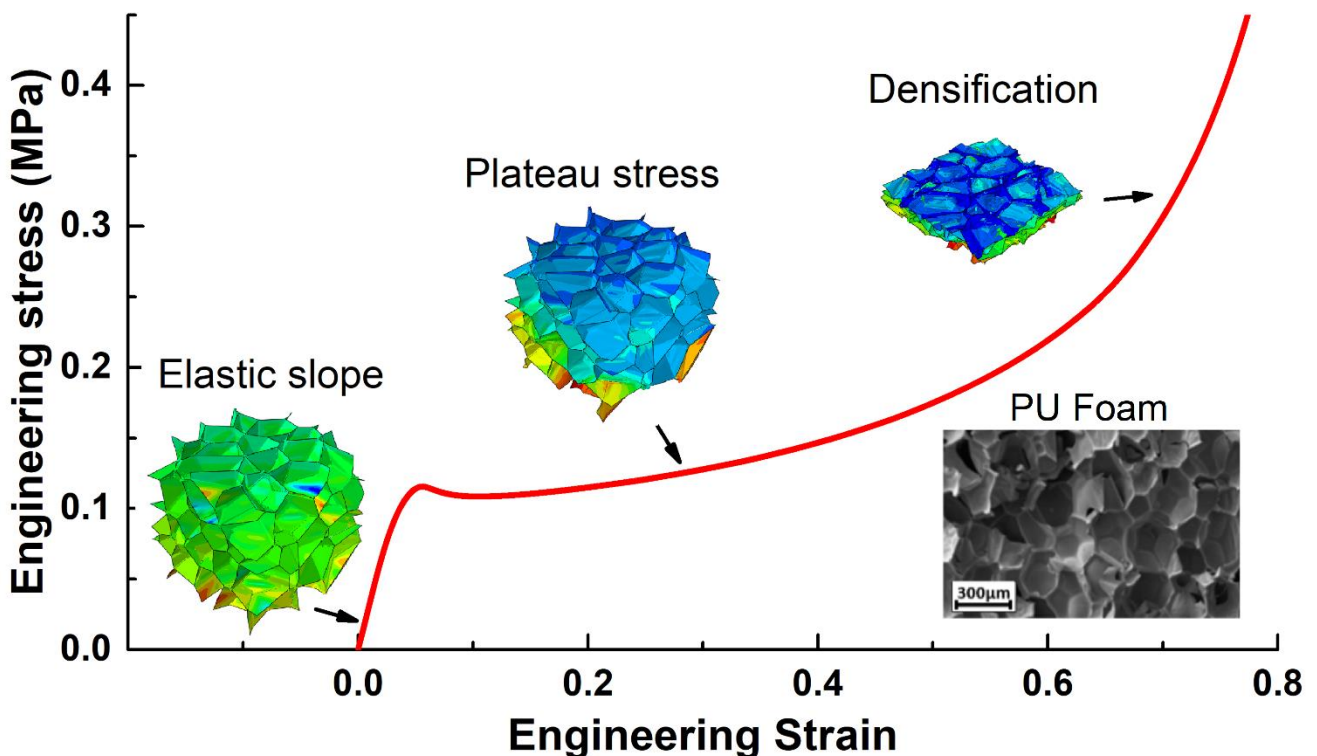 Engineering stress (MPa)
0.4
0.3
0.2
0.1
0.0
Densification
Plateau stress
Elastic slope
PU Foam
300µm
0.0
0.2
0.4
0.6
0.8
Engineering Strain